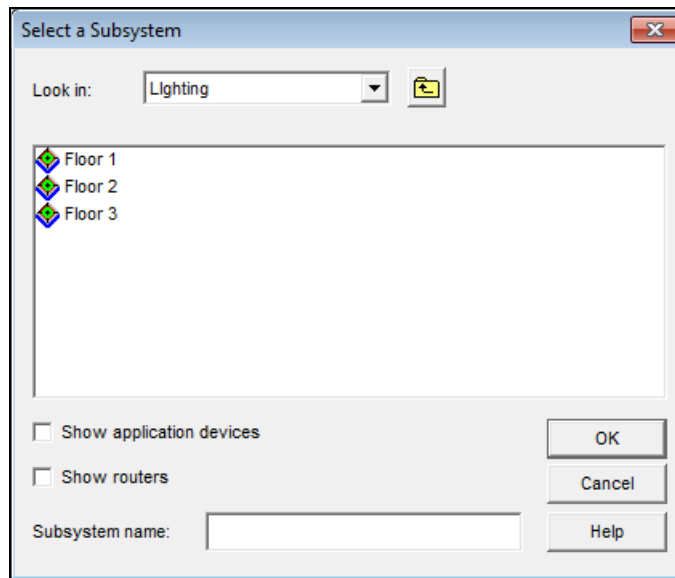 Select a Subsystem
Look in: LIghting
Floor 1
Floor 2
Floor 3
Show application devices
OK
Show routers
Cancel
Subsystem name:
Help